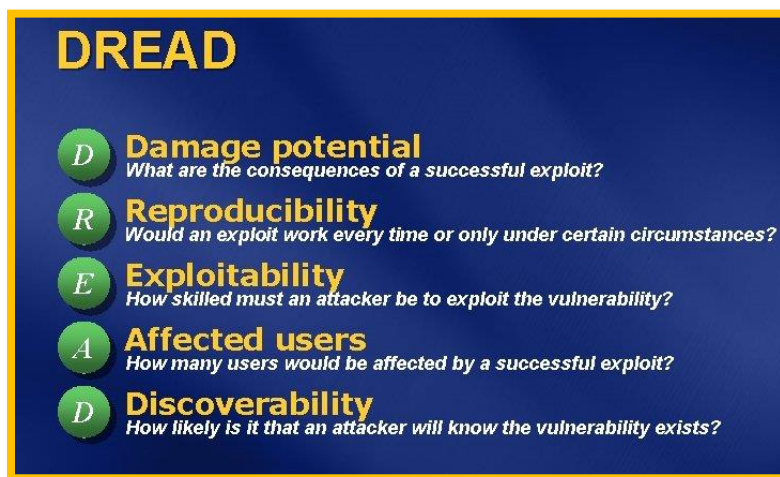 DREAD
D Damage potential
What are the consequences of a successful exploit?
R Reproducibility
Would an exploit work every time or only under certain circumstances?
E Exploitability
How skilled must an attacker be to exploit the vulnerability?
A Affected users
How many users would be affected by a successful exploit?
D Discoverability
How likely is it that an attacker will know the vulnerability exists?